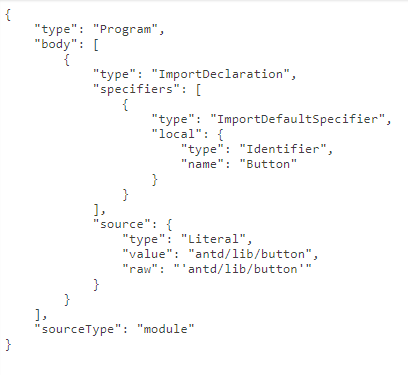 {
    "type": "Program",
    "body": [
        {
            "type": "ImportDeclaration",
            "specifiers": [
                {
                    "type": "ImportDefaultSpecifier",
                    "local": {
                        "type": "Identifier",
                        "name": "Button"
                    }
                }
            ],
            "source": {
                "type": "Literal",
                "value": "antd/lib/button",
                "raw": "'antd/lib/button'"
            }
        }
    ],
    "sourceType": "module"
}